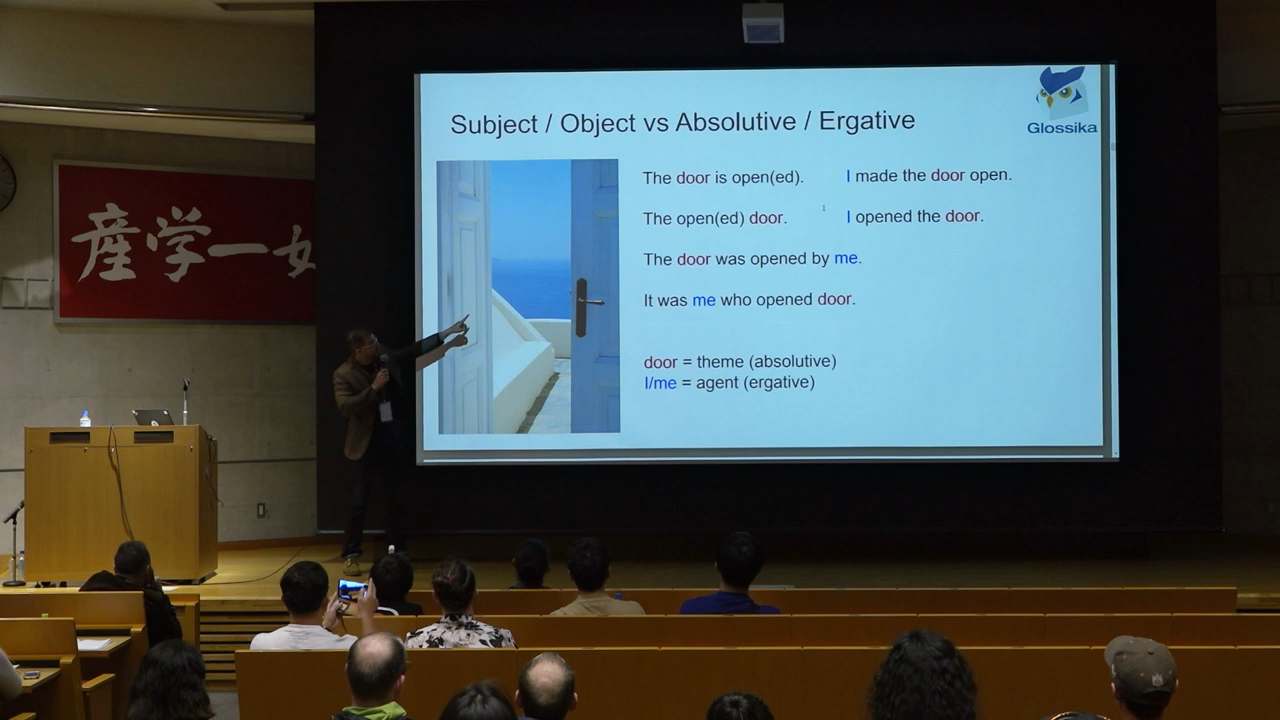 Subject / Object vs Absolutive / Ergative
Glossika
The door is open(ed).
I made the door open.
The open(ed) door.
I opened the door.
The door was opened by me.
It was me who opened door.
door = theme (absolutive)
I/me = agent (ergative)
産学一